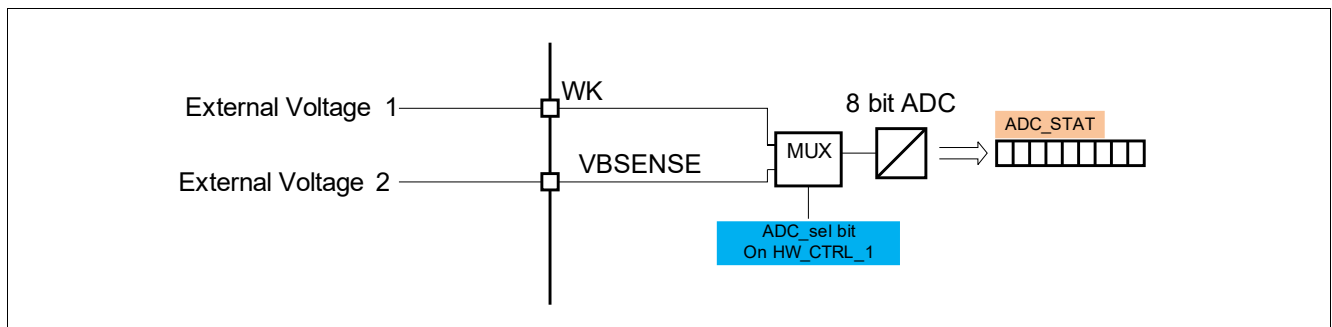 External Voltage 1
WK
8 bit ADC
ADC_STAT
MUX
External Voltage 2
VBSENSE
ADC_sel bit
On HW_CTRL_1